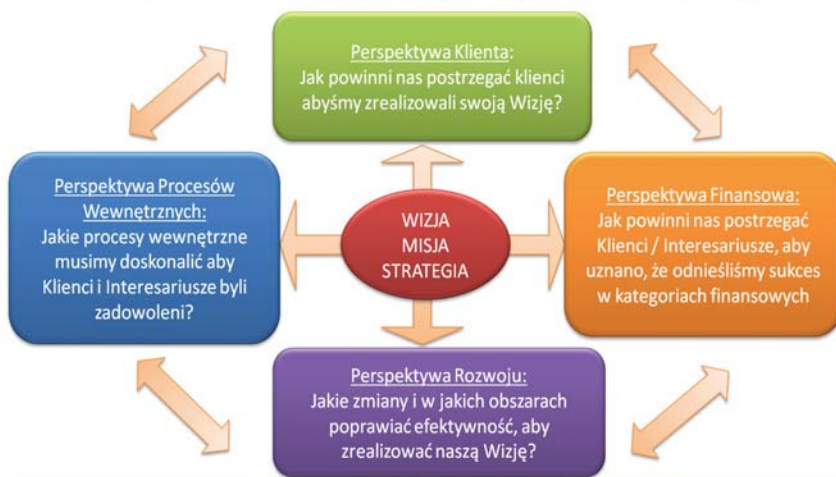 Perspektywa Klienta:
Jak powinni nas postrzegać klienci
abyśmy zrealizowali swoją Wizję?
Perspektywa Procesów
Wewnętrznych:
Jakie procesy wewnętrzne
musimy doskonalić aby
Klienci i Interesariusze byli
zadowoleni?
WIZJA
MISJA
STRATEGIA
Perspektywa Finansowa:
Jak powinni nas postrzegać
Klienci / Interesariusze, aby
uznano, że odnieśliśmy sukces
w kategoriach finansowych
Perspektywa Rozwoju:
Jakie zmiany i w jakich obszarach
poprawiać efektywność, aby
zrealizować naszą Wizję?